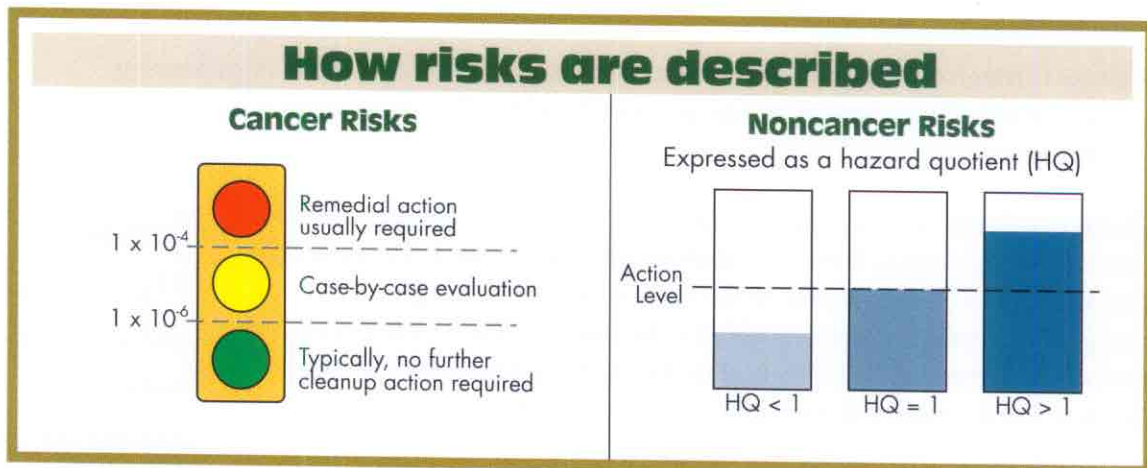 How risks are described
Cancer Risks
Remedial action
usually required
1 x 10⁻⁴
Case-by-case evaluation
1 x 10⁻⁶
Typically, no further
cleanup action required
Noncancer Risks
Expressed as a hazard quotient (HQ)
Action
Level
HQ < 1
HQ = 1
HQ > 1